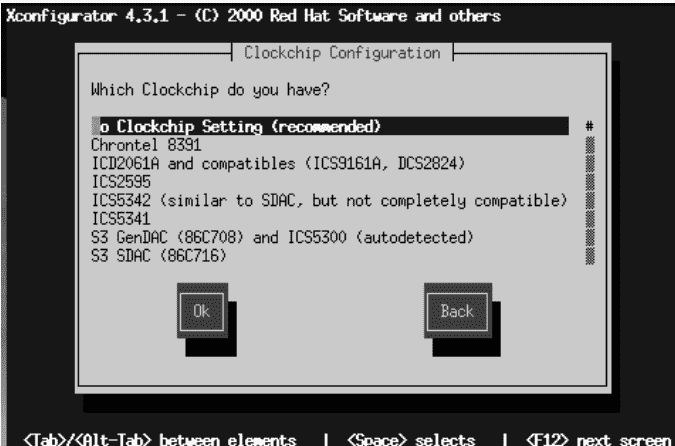 Xconfigurator 4.3.1 - (C) 2000 Red Hat Software and others
Clockchip Configuration
Which Clockchip do you have?
o Clockchip Setting (recommended) #
Chrontel 8391
ICD2061A and compatibles (ICS9161A, DCS2824)
ICS2595
ICS5342 (similar to SDAC, but not completely compatible)
ICS5341
S3 GenDAC (86C708) and ICS5300 (autodetected)
S3 SDAC (86C716)
Ok Back
<Tab>/<Alt-Tab> between elements | <Space> selects | <F12> next screen